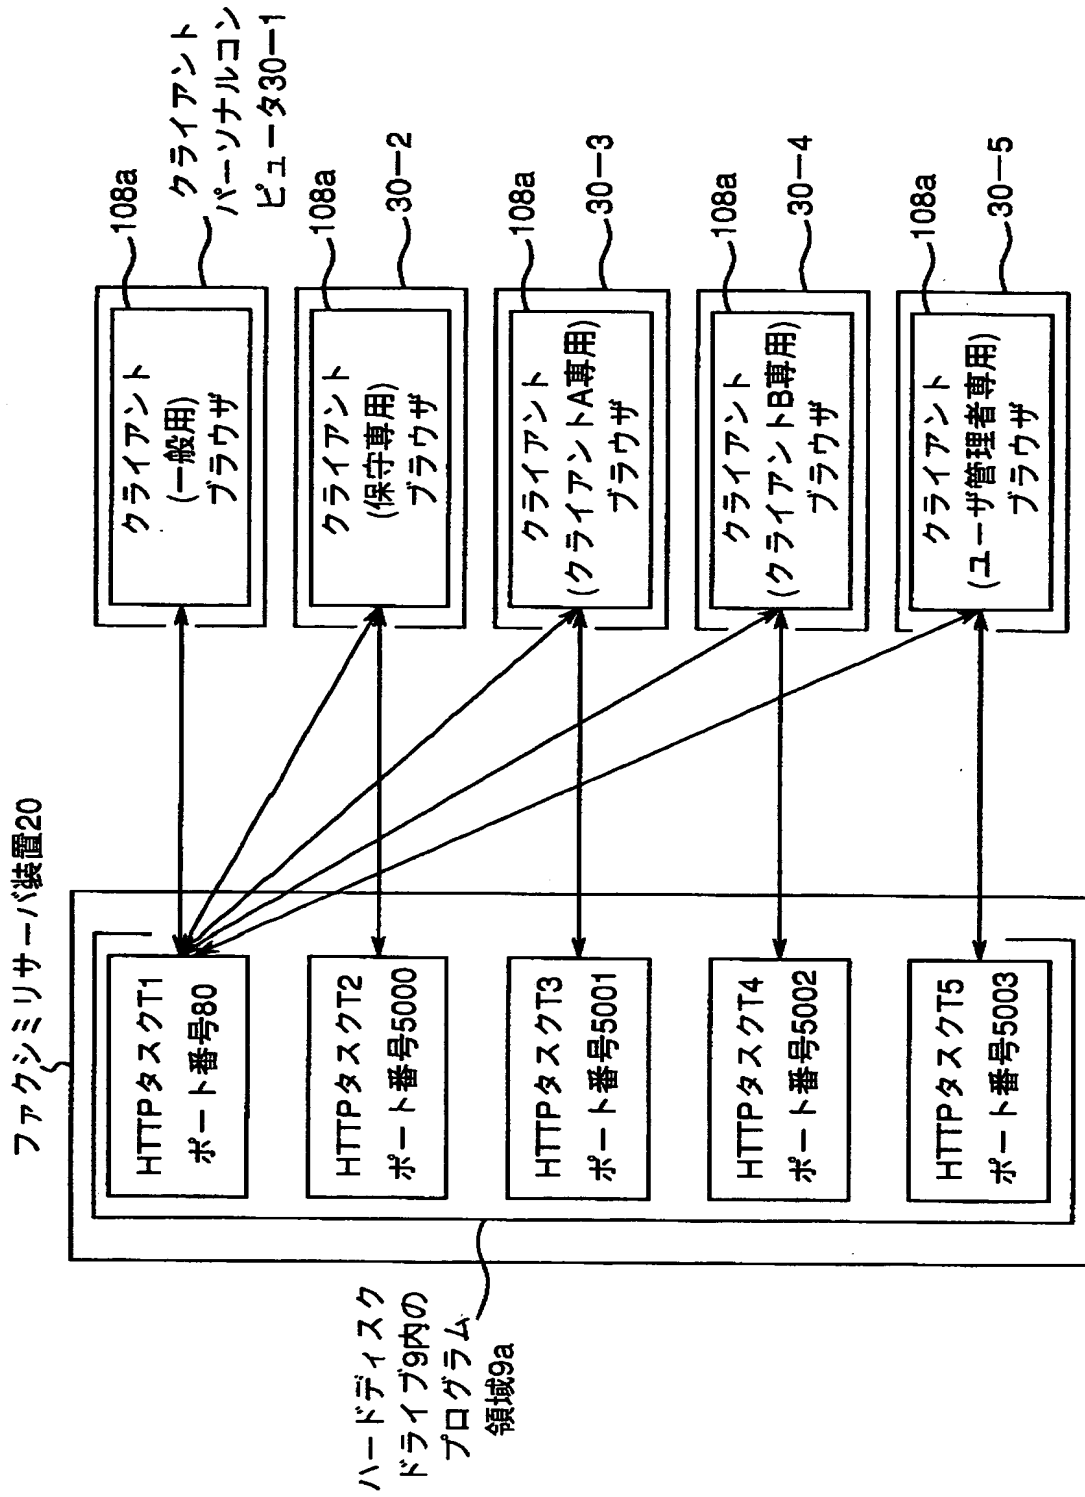 ファクシミリサーバ装置20
HTTPタスクT1
ポート番号80
HTTPタスクT2
ポート番号5000
HTTPタスクT3
ポート番号5001
HTTPタスクT4
ポート番号5002
HTTPタスクT5
ポート番号5003
ハードディスク
ドライブ9内の
プログラム
領域9a
クライアント
(一般用)
ブラウザ
108a
クライアント
パーソナルコン
ピュータ30-1
クライアント
(保守専用)
ブラウザ
108a
30-2
クライアント
(クライアントA専用)
ブラウザ
108a
30-3
クライアント
(クライアントB専用)
ブラウザ
108a
30-4
クライアント
(ユーザ管理者専用)
ブラウザ
108a
30-5